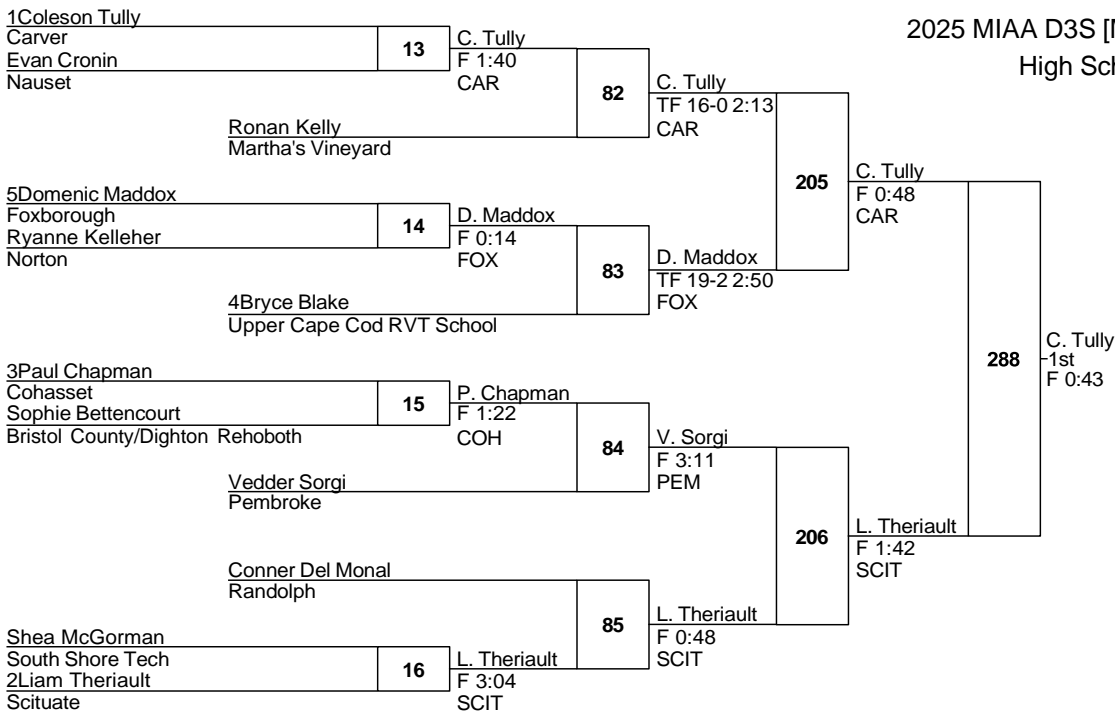 2025 MIAA D3S [
High Sch
1Coleson Tully
Carver
Evan Cronin
Nauset
13
C. Tully
F 1:40
CAR
Ronan Kelly
Martha's Vineyard
82
C. Tully
TF 16-0 2:13
CAR
5Domenic Maddox
Foxborough
Ryanne Kelleher
Norton
14
D. Maddox
F 0:14
FOX
4Bryce Blake
Upper Cape Cod RVT School
83
D. Maddox
TF 19-2 2:50
FOX
205
C. Tully
F 0:48
CAR
3Paul Chapman
Cohasset
Sophie Bettencourt
Bristol County/Dighton Rehoboth
15
P. Chapman
F 1:22
COH
Vedder Sorgi
Pembroke
84
V. Sorgi
F 3:11
PEM
Conner Del Monal
Randolph
Shea McGorman
South Shore Tech
2Liam Theriault
Scituate
16
L. Theriault
F 3:04
SCIT
85
L. Theriault
F 0:48
SCIT
206
L. Theriault
F 1:42
SCIT
288
C. Tully
1st
F 0:43